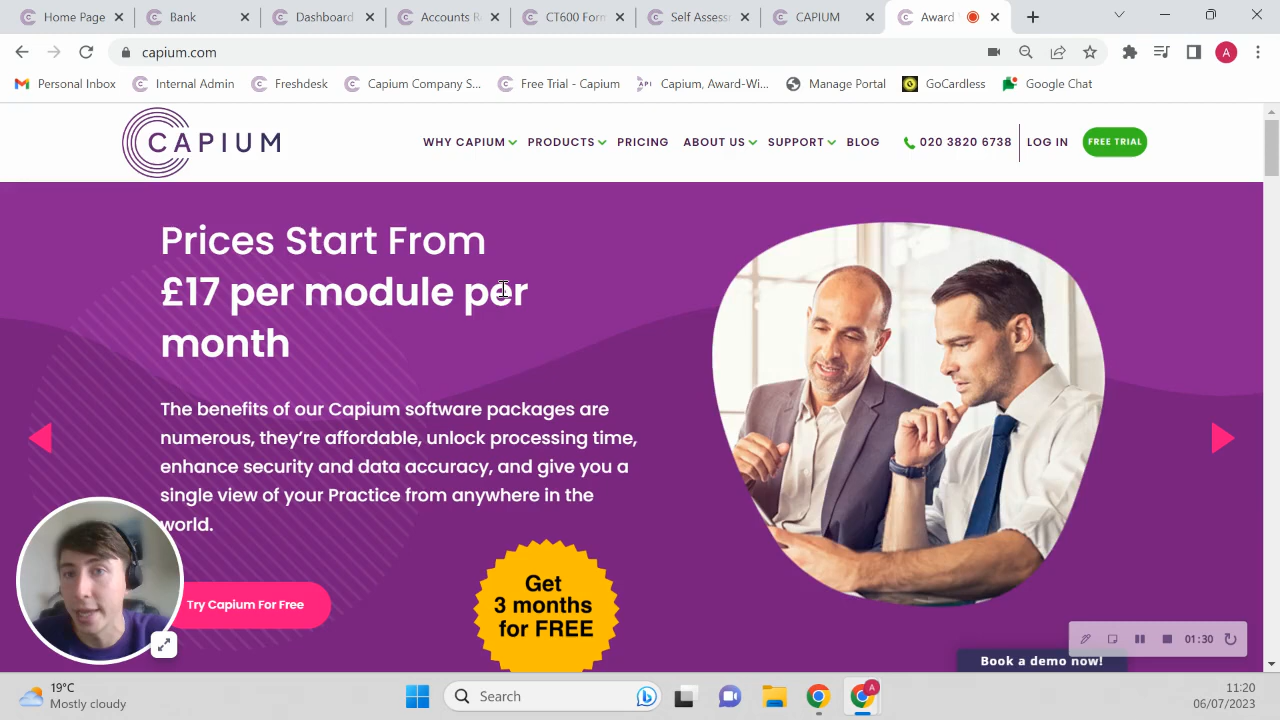 Home Page
Bank
Dashboard
Accounts R
CT600 Form
Self Assess
CAPIUM
Award
capium.com
A
Personal Inbox
Internal Admin
Freshdesk
Capium Company S...
Free Trial - Capium
API
Capium, Award-Wi...
Manage Portal
GoCardless
Google Chat
CAPIUM
WHY CAPIUM
PRODUCTS
PRICING
ABOUT US
SUPPORT
BLOG
020 3820 6738
LOG IN
FREE TRIAL
Prices Start From
£17 per module per
month
The benefits of our Capium software packages are
numerous, they're affordable, unlock processing time,
enhance security and data accuracy, and give you a
single view of your Practice from anywhere in the
world.
Try Capium For Free
Get
3 months
for FREE
01:30
Book a demo now!
19°C
Mostly cloudy
Search
A
11:20
06/07/2023